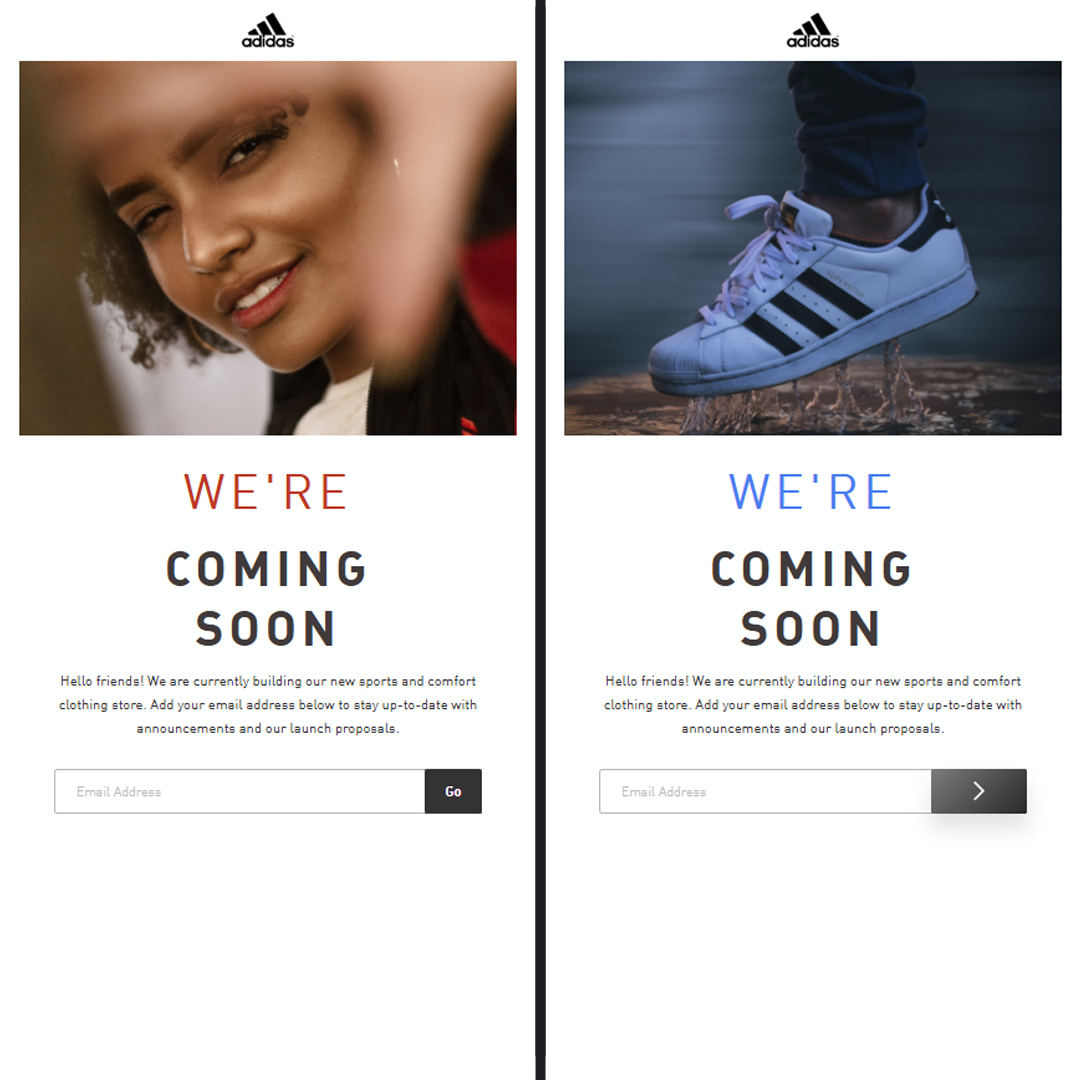 adidas
WE'RE
COMING
SOON
Hello friends! We are currently building our new sports and comfort
clothing store. Add your email address below to stay up-to-date with
announcements and our launch proposals.
Email Address
Go
adidas
SUPERSTAR
WE'RE
COMING
SOON
Hello friends! We are currently building our new sports and comfort
clothing store. Add your email address below to stay up-to-date with
announcements and our launch proposals.
Email Address